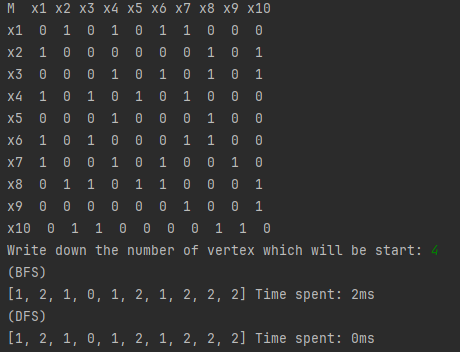 M x1 x2 x3 x4 x5 x6 x7 x8 x9 x10
x1 0 1 0 1 0 1 1 0 0 0
x2 1 0 0 0 0 0 0 1 0 1
x3 0 0 0 1 0 1 0 1 0 1
x4 1 0 1 0 1 0 1 0 0 0
x5 0 0 0 1 0 0 0 1 0 0
x6 1 0 1 0 0 0 1 1 0 0
x7 1 0 0 1 0 1 0 0 1 0
x8 0 1 1 0 1 1 0 0 0 1
x9 0 0 0 0 0 0 1 0 0 1
x10 0 1 1 0 0 0 0 1 1 0
Write down the number of vertex which will be start: 4
(BFS)
[1, 2, 1, 0, 1, 2, 1, 2, 2, 2] Time spent: 2ms
(DFS)
[1, 2, 1, 0, 1, 2, 1, 2, 2, 2] Time spent: 0ms